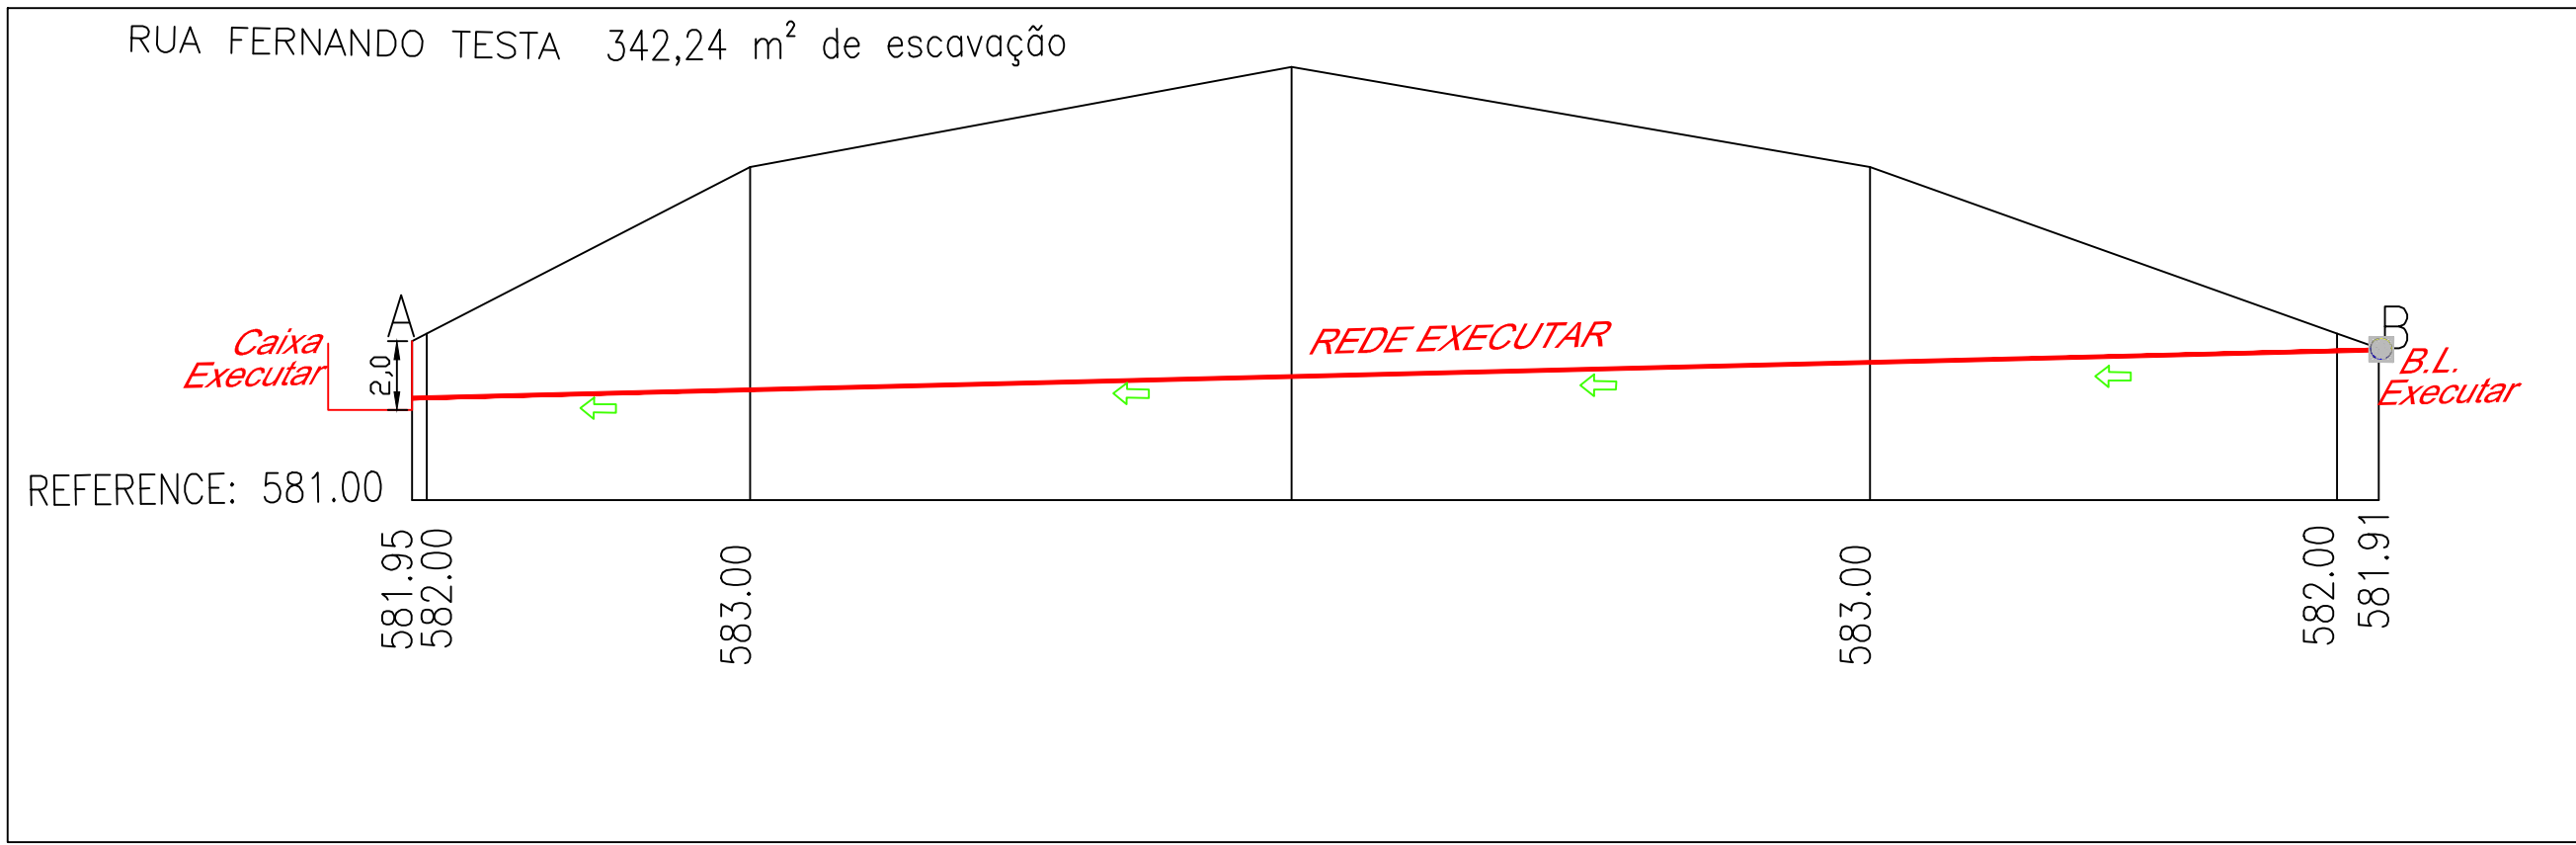 RUA FERNANDO TESTA 342,24 m² de escavação
A
Caixa
Executar
2,0
REDE EXECUTAR
B
B.L.
Executar
REFERENCE: 581.00
581.95
582.00
583.00
583.00
582.00
581.91